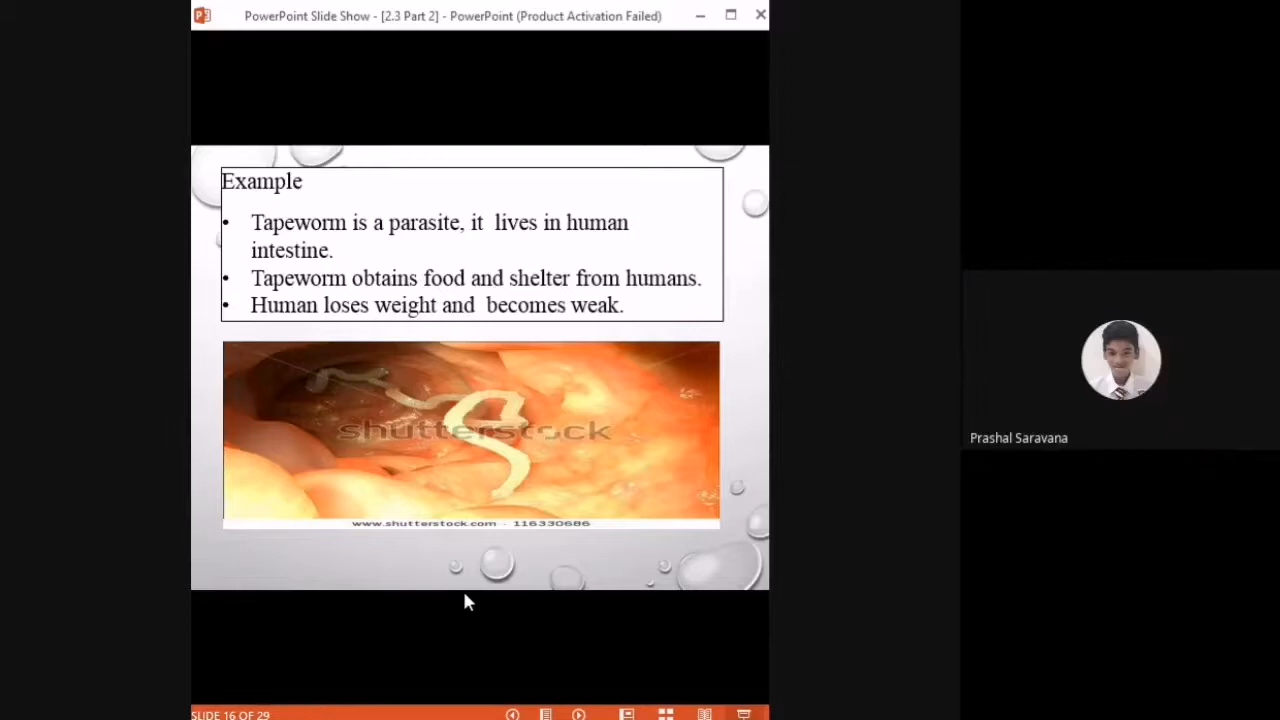 PowerPoint Slide Show - [2.3 Part 2] - PowerPoint (Product Activation Failed)
Example
• Tapeworm is a parasite, it  lives in human
intestine.
• Tapeworm obtains food and shelter from humans.
• Human loses weight and  becomes weak.
shutterstock
www.shutterstock.com · 116330686
Prashal Saravana
SLIDE 16 OF 29